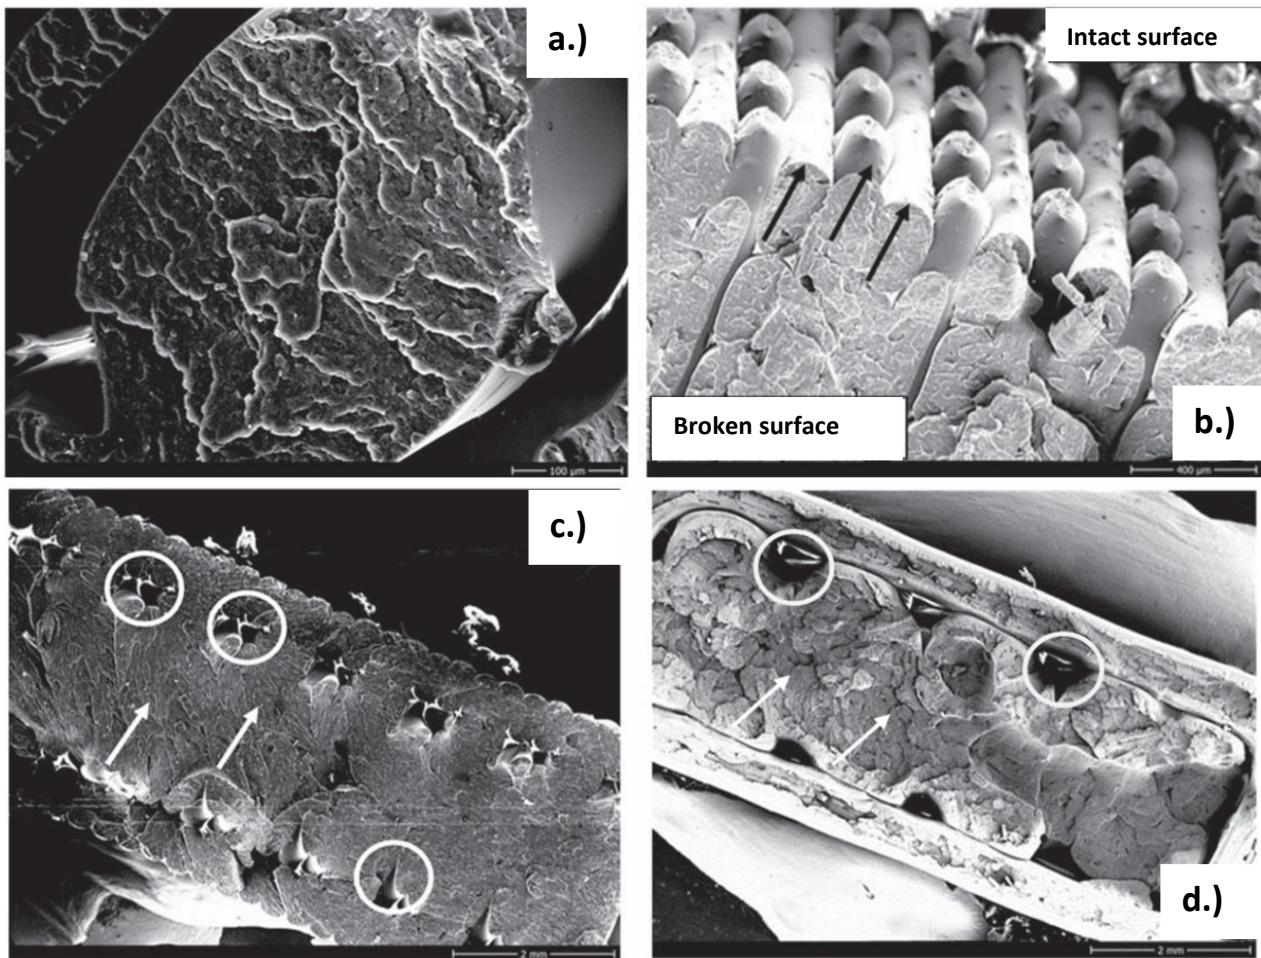 a.)
Intact surface
Broken surface
b.)
100 µm
400 µm
c.)
d.)
2 mm
2 mm